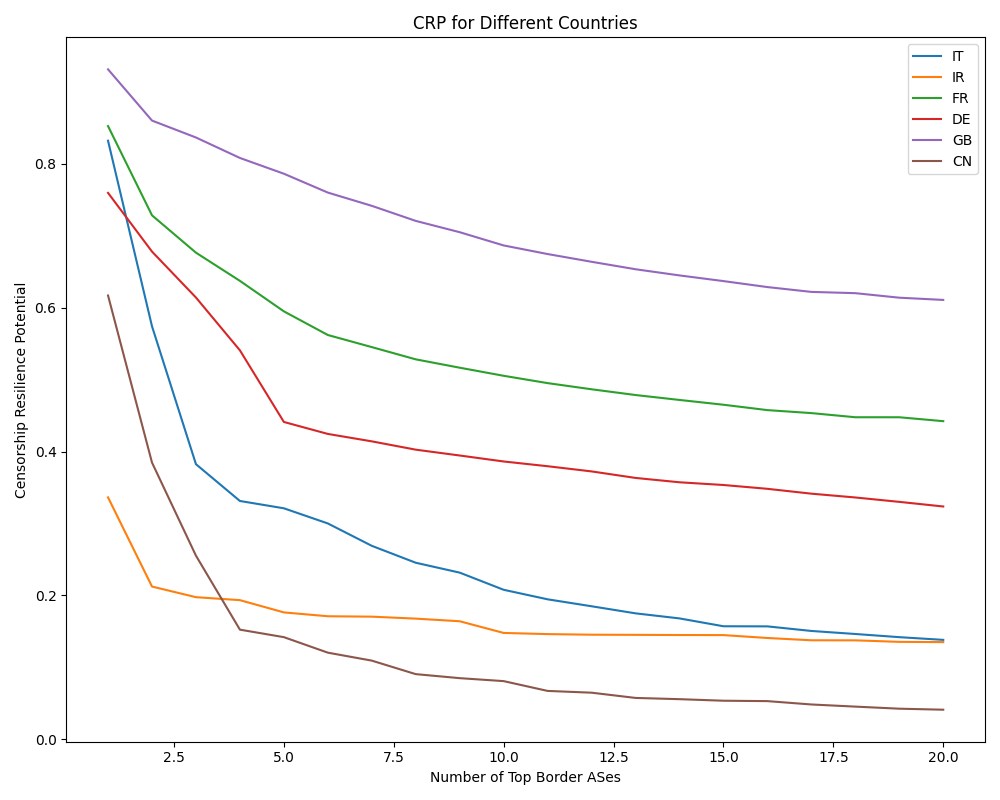 CRP for Different Countries
IT
IR
FR
DE
GB
CN
Censorship Resilience Potential
0.8
0.6
0.4
0.2
0.0
2.5 5.0 7.5 10.0 12.5 15.0 17.5 20.0
Number of Top Border ASes